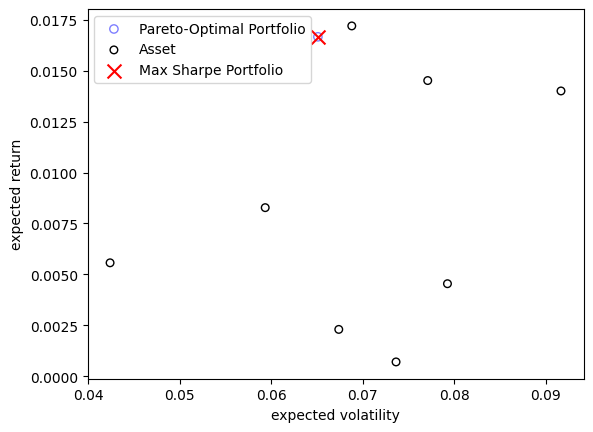 Pareto-Optimal Portfolio
Asset
Max Sharpe Portfolio
0.0175
0.0150
0.0125
0.0100
0.0075
0.0050
0.0025
0.0000
expected return
0.04 0.05 0.06 0.07 0.08 0.09
expected volatility